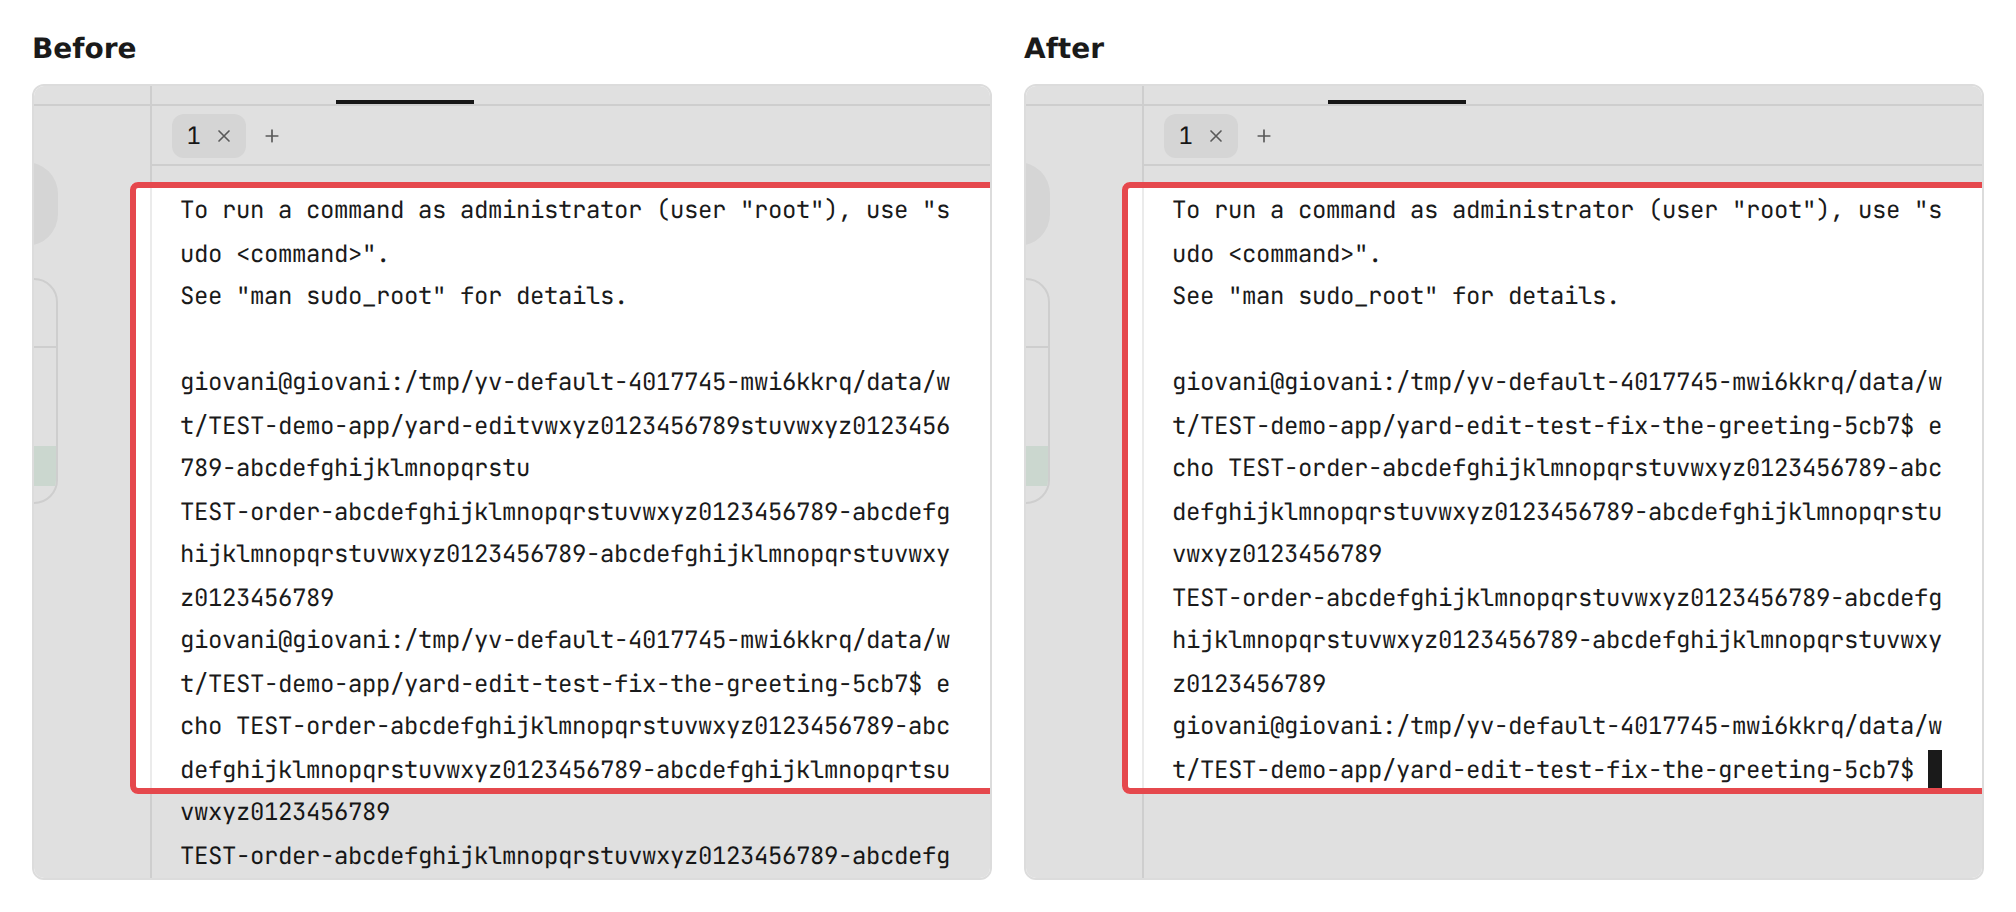 Before
1 × +
To run a command as administrator (user "root"), use "s
udo <command>".
See "man sudo_root" for details.
giovani@giovani:/tmp/yv-default-4017745-mwi6kkrq/data/w
t/TEST-demo-app/yard-editvwxyz0123456789stuvwxyz0123456
789-abcdefghijklmnopqrstu
TEST-order-abcdefghijklmnopqrstuvwxyz0123456789-abcdefg
hijklmnopqrstuvwxyz0123456789-abcdefghijklmnopqrstuvwxy
z0123456789
giovani@giovani:/tmp/yv-default-4017745-mwi6kkrq/data/w
t/TEST-demo-app/yard-edit-test-fix-the-greeting-5cb7$ e
cho TEST-order-abcdefghijklmnopqrstuvwxyz0123456789-abc
defghijklmnopqrstuvwxyz0123456789-abcdefghijklmnopqrtsu
vwxyz0123456789
TEST-order-abcdefghijklmnopqrstuvwxyz0123456789-abcdefg
After
1 × +
To run a command as administrator (user "root"), use "s
udo <command>".
See "man sudo_root" for details.
giovani@giovani:/tmp/yv-default-4017745-mwi6kkrq/data/w
t/TEST-demo-app/yard-edit-test-fix-the-greeting-5cb7$ e
cho TEST-order-abcdefghijklmnopqrstuvwxyz0123456789-abc
defghijklmnopqrstuvwxyz0123456789-abcdefghijklmnopqrstu
vwxyz0123456789
TEST-order-abcdefghijklmnopqrstuvwxyz0123456789-abcdefg
hijklmnopqrstuvwxyz0123456789-abcdefghijklmnopqrstuvwxy
z0123456789
giovani@giovani:/tmp/yv-default-4017745-mwi6kkrq/data/w
t/TEST-demo-app/yard-edit-test-fix-the-greeting-5cb7$